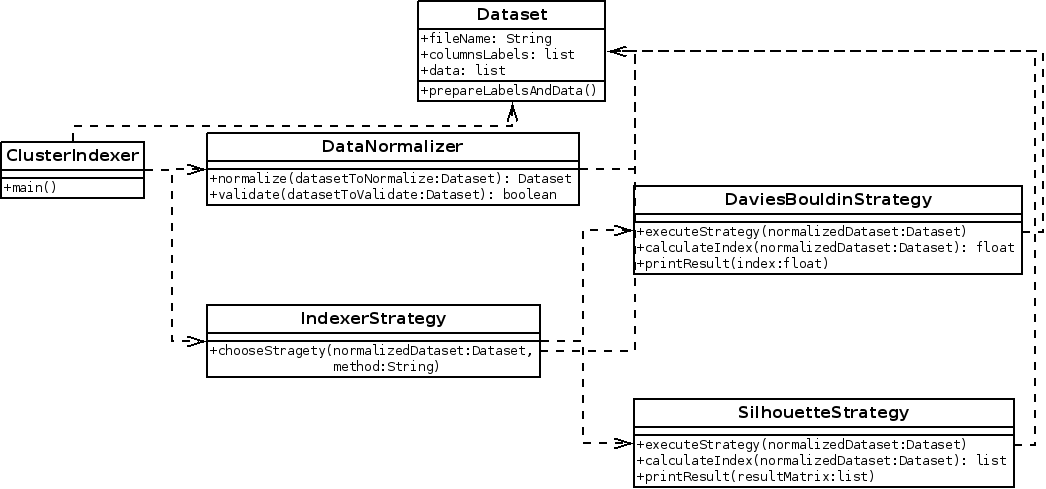 Dataset
+fileName: String
+columnsLabels: list
+data: list
+prepareLabelsAndData()
ClusterIndexer
+main()
DataNormalizer
+normalize(datasetToNormalize:Dataset): Dataset
+validate(datasetToValidate:Dataset): boolean
DaviesBouldinStrategy
+executeStrategy(normalizedDataset:Dataset)
+calculateIndex(normalizedDataset:Dataset): float
+printResult(index:float)
IndexerStrategy
+chooseStragety(normalizedDataset:Dataset,
method:String)
SilhouetteStrategy
+executeStrategy(normalizedDataset:Dataset)
+calculateIndex(normalizedDataset:Dataset): list
+printResult(resultMatrix:list)